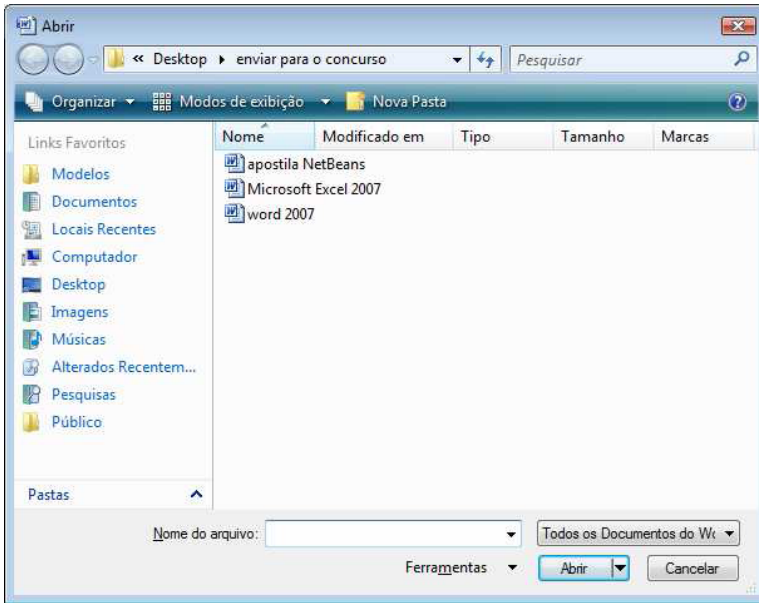 Abrir
« Desktop ▸ enviar para o concurso Pesquisar
Organizar Modos de exibição Nova Pasta
Links Favoritos
Modelos
Documentos
Locais Recentes
Computador
Desktop
Imagens
Músicas
Alterados Recentem...
Pesquisas
Público
Pastas
Nome Modificado em Tipo Tamanho Marcas
apostila NetBeans
Microsoft Excel 2007
word 2007
Nome do arquivo: Todos os Documentos do Wo
Ferramentas Abrir Cancelar